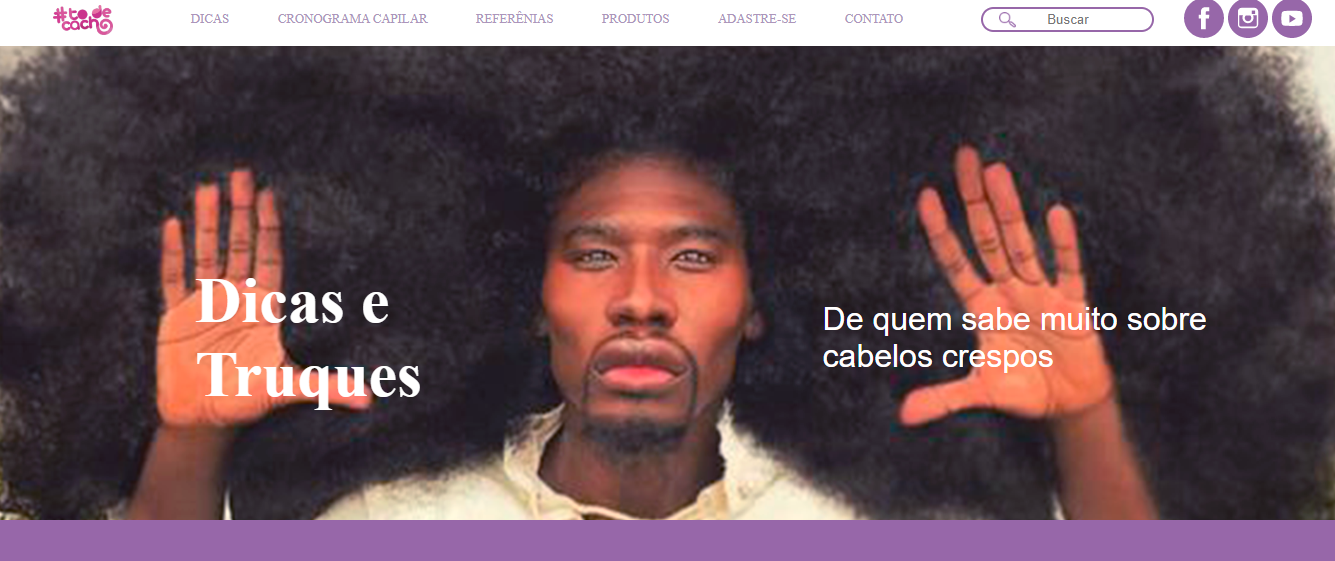 #to de
cacho
DICAS
CRONOGRAMA CAPILAR
REFERÊNIAS
PRODUTOS
ADASTRE-SE
CONTATO
Buscar
Dicas e
Truques
De quem sabe muito sobre
cabelos crespos